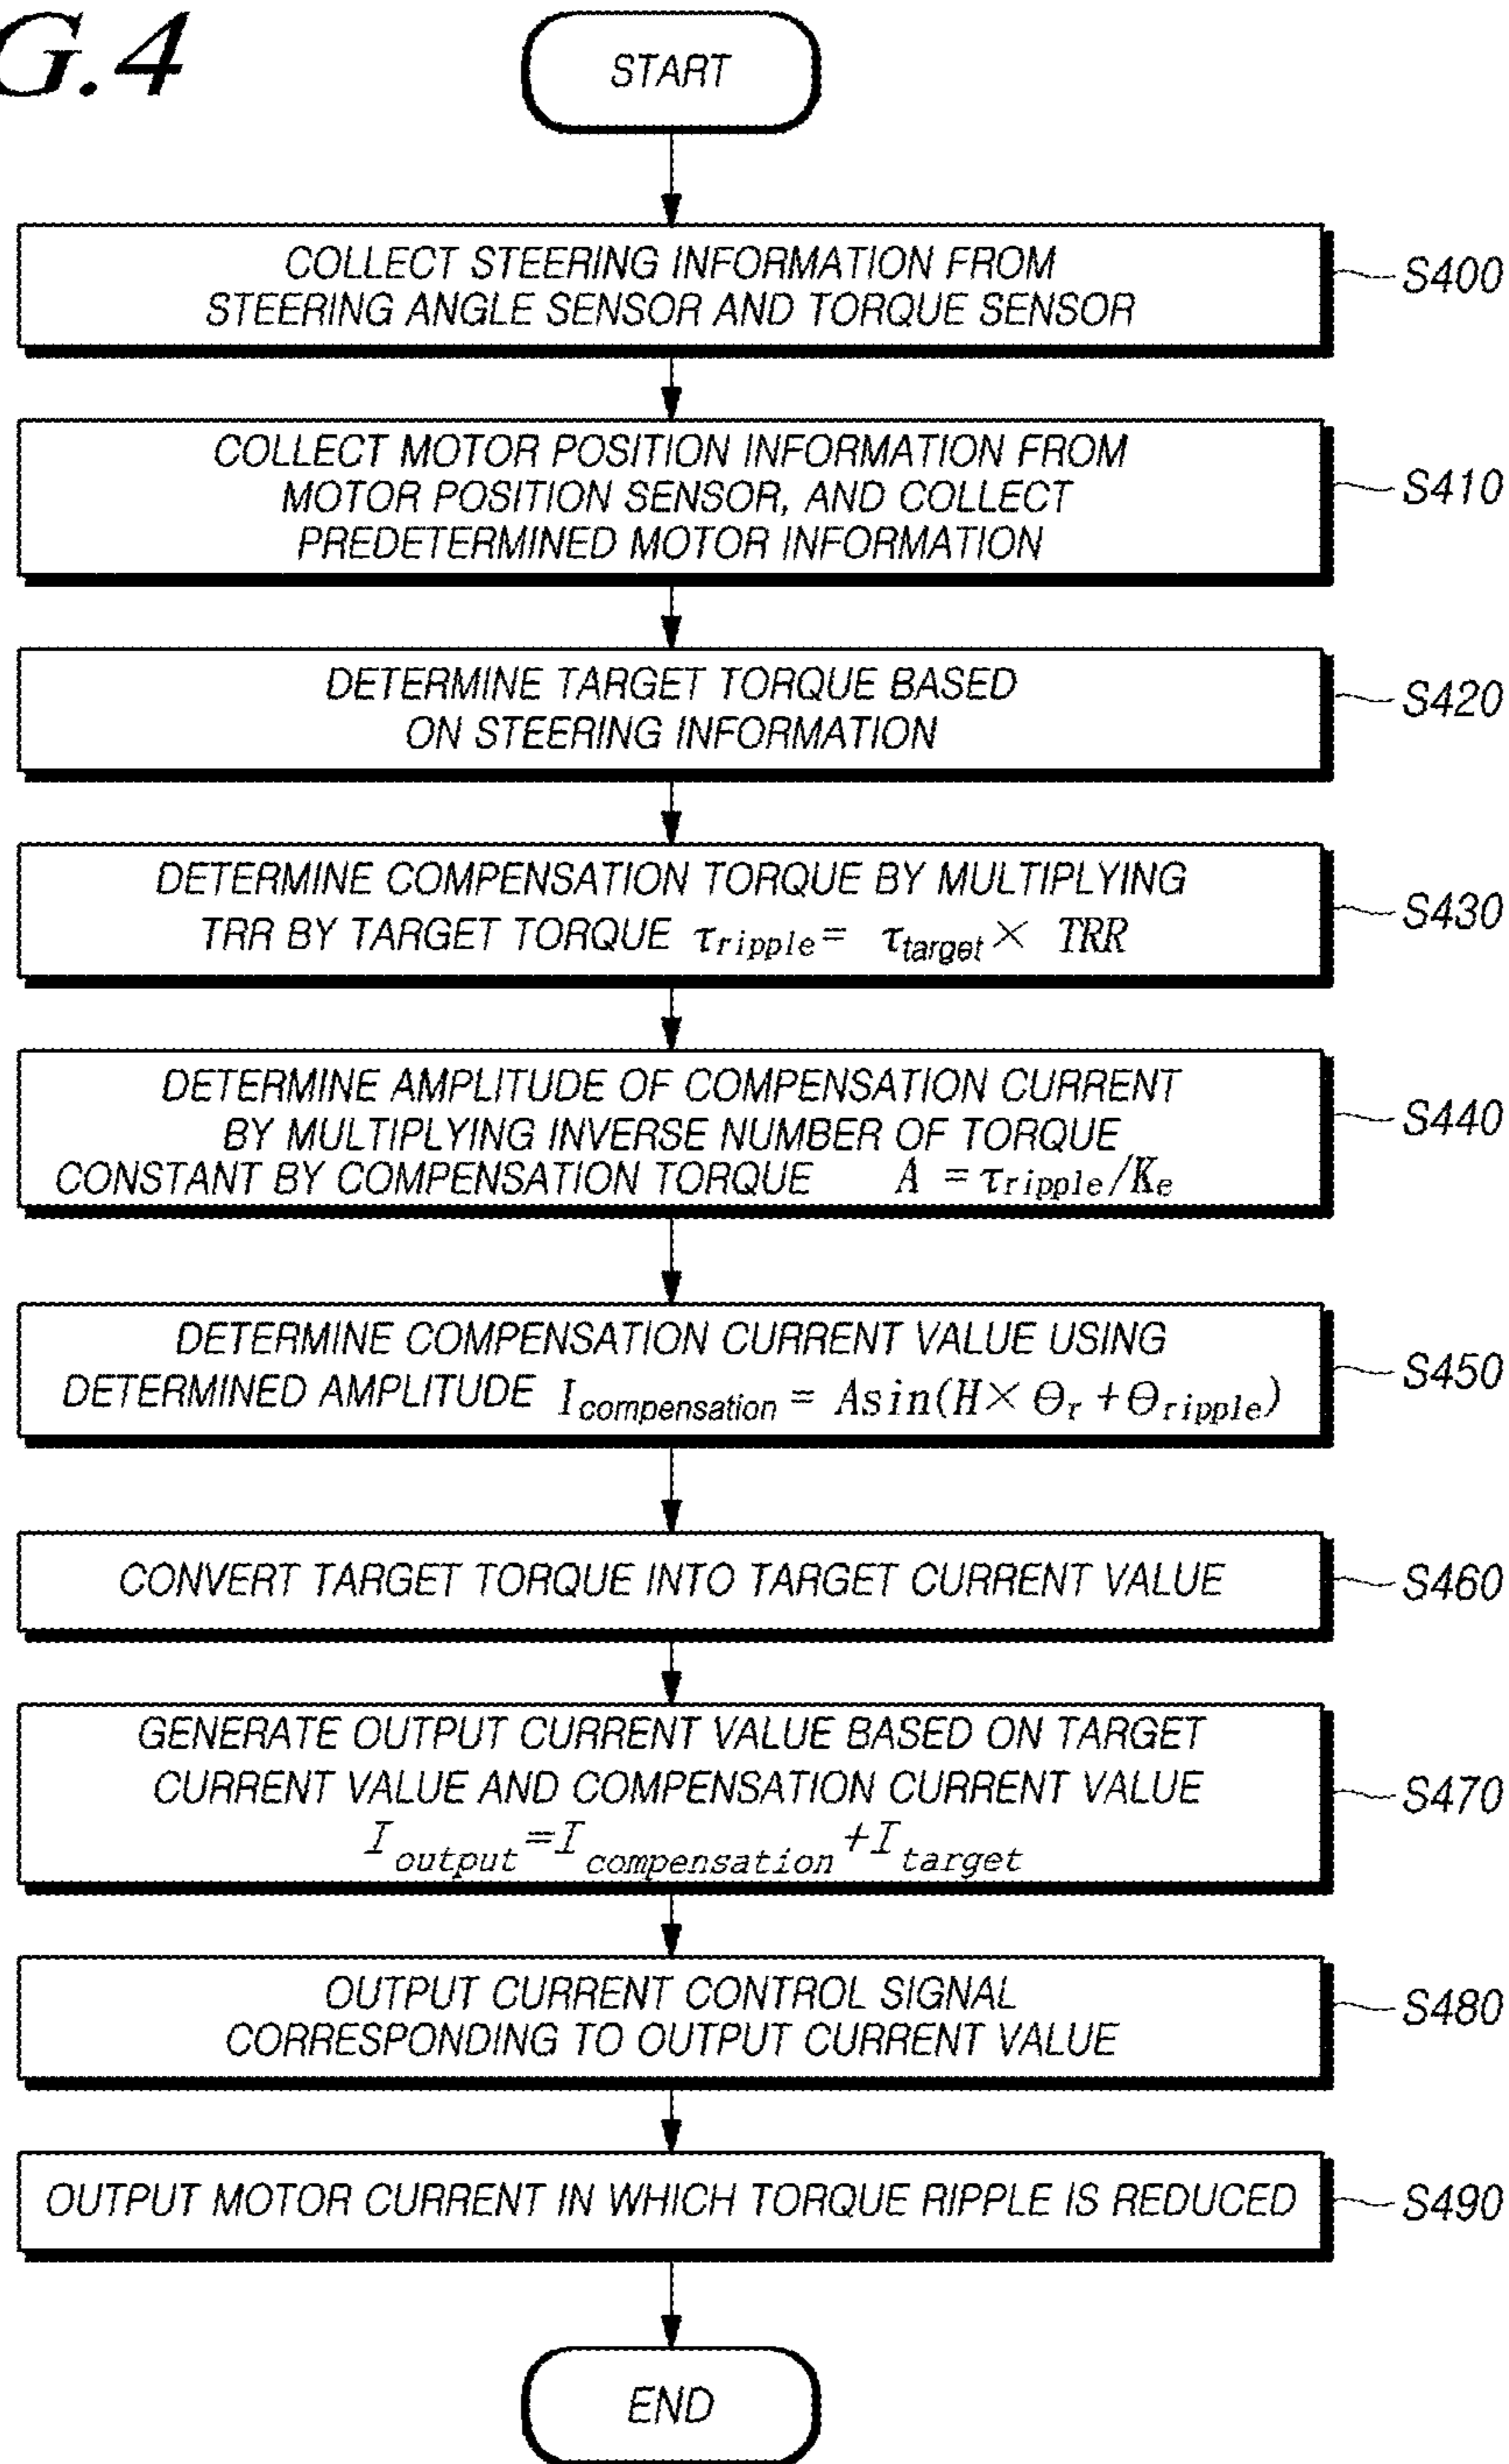 G.4
START
COLLECT STEERING INFORMATION FROM
STEERING ANGLE SENSOR AND TORQUE SENSOR
S400
COLLECT MOTOR POSITION INFORMATION FROM
MOTOR POSITION SENSOR, AND COLLECT
PREDETERMINED MOTOR INFORMATION
S410
DETERMINE TARGET TORQUE BASED
ON STEERING INFORMATION
S420
DETERMINE COMPENSATION TORQUE BY MULTIPLYING
TRR BY TARGET TORQUE τripple = τtarget × TRR
S430
DETERMINE AMPLITUDE OF COMPENSATION CURRENT
BY MULTIPLYING INVERSE NUMBER OF TORQUE
CONSTANT BY COMPENSATION TORQUE A = τripple/Ke
S440
DETERMINE COMPENSATION CURRENT VALUE USING
DETERMINED AMPLITUDE Icompensation = Asin(H × Θr + Θripple)
S450
CONVERT TARGET TORQUE INTO TARGET CURRENT VALUE
S460
GENERATE OUTPUT CURRENT VALUE BASED ON TARGET
CURRENT VALUE AND COMPENSATION CURRENT VALUE
Ioutput = Icompensation + Itarget
S470
OUTPUT CURRENT CONTROL SIGNAL
CORRESPONDING TO OUTPUT CURRENT VALUE
S480
OUTPUT MOTOR CURRENT IN WHICH TORQUE RIPPLE IS REDUCED
S490
END